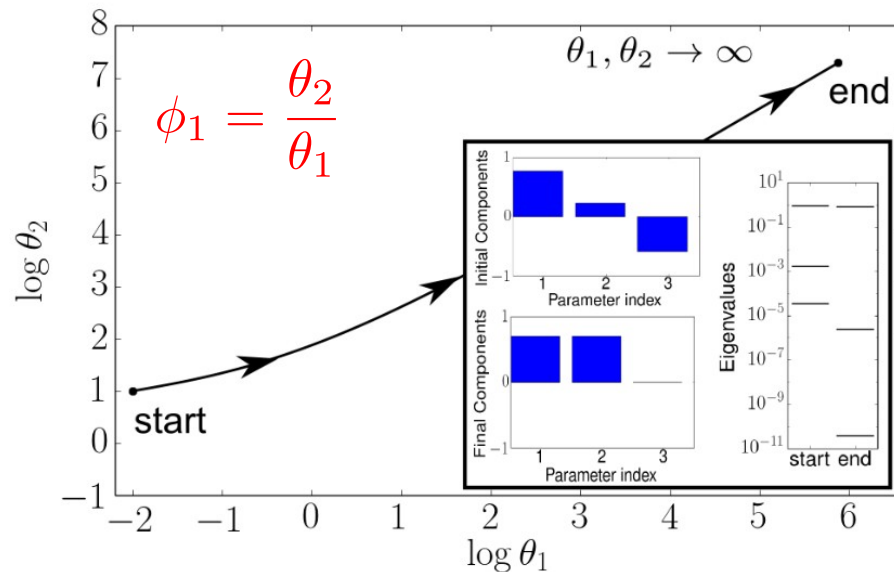 8
7
6
5
4
3
2
1
0
−1
log θ₂
−2
−1
0
1
2
3
4
5
6
log θ₁
ϕ₁ = θ₂/θ₁
θ₁, θ₂ → ∞
end
start
1
0
−1
Initial Components
1 2 3
Parameter index
1
0
−1
Final Components
1 2 3
Parameter index
10¹
10⁻¹
10⁻³
10⁻⁵
10⁻⁷
10⁻⁹
10⁻¹¹
Eigenvalues
start end